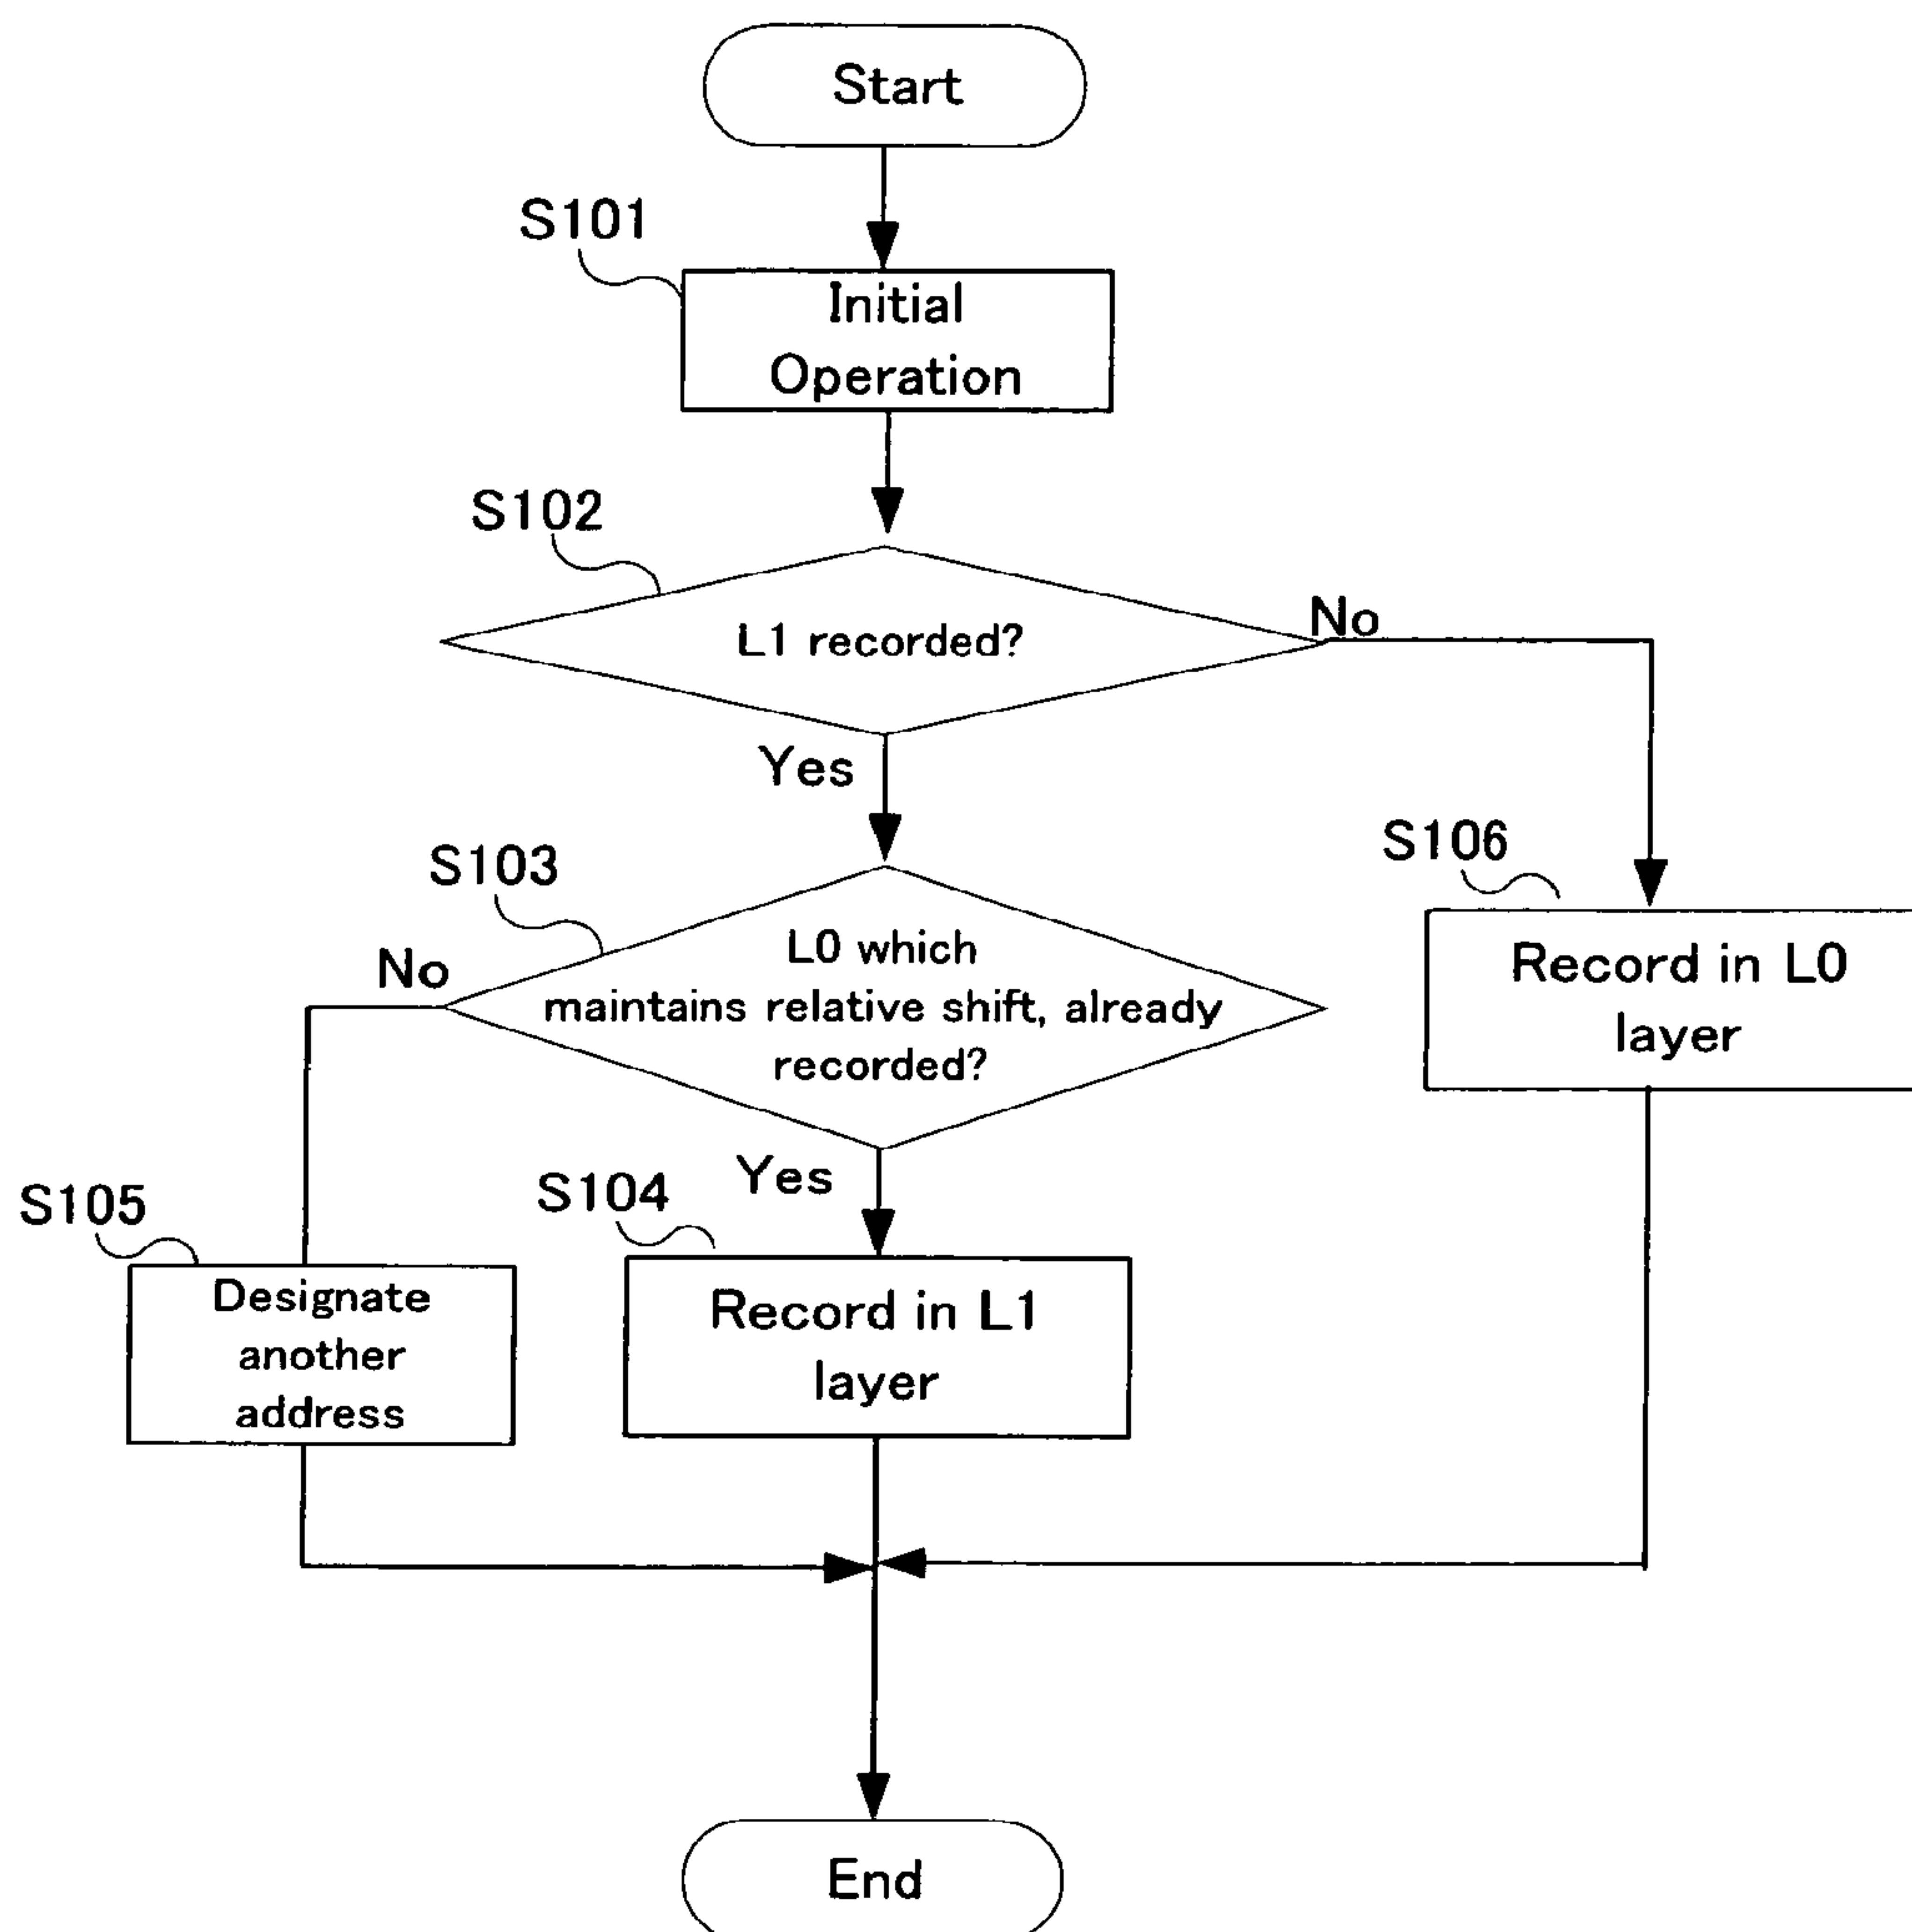 Start
S101
Initial
Operation
S102
L1 recorded?
No
Yes
S103
S106
No
L0 which
maintains relative shift, already
recorded?
Record in L0
layer
Yes
S105
S104
Designate
another
address
Record in L1
layer
End